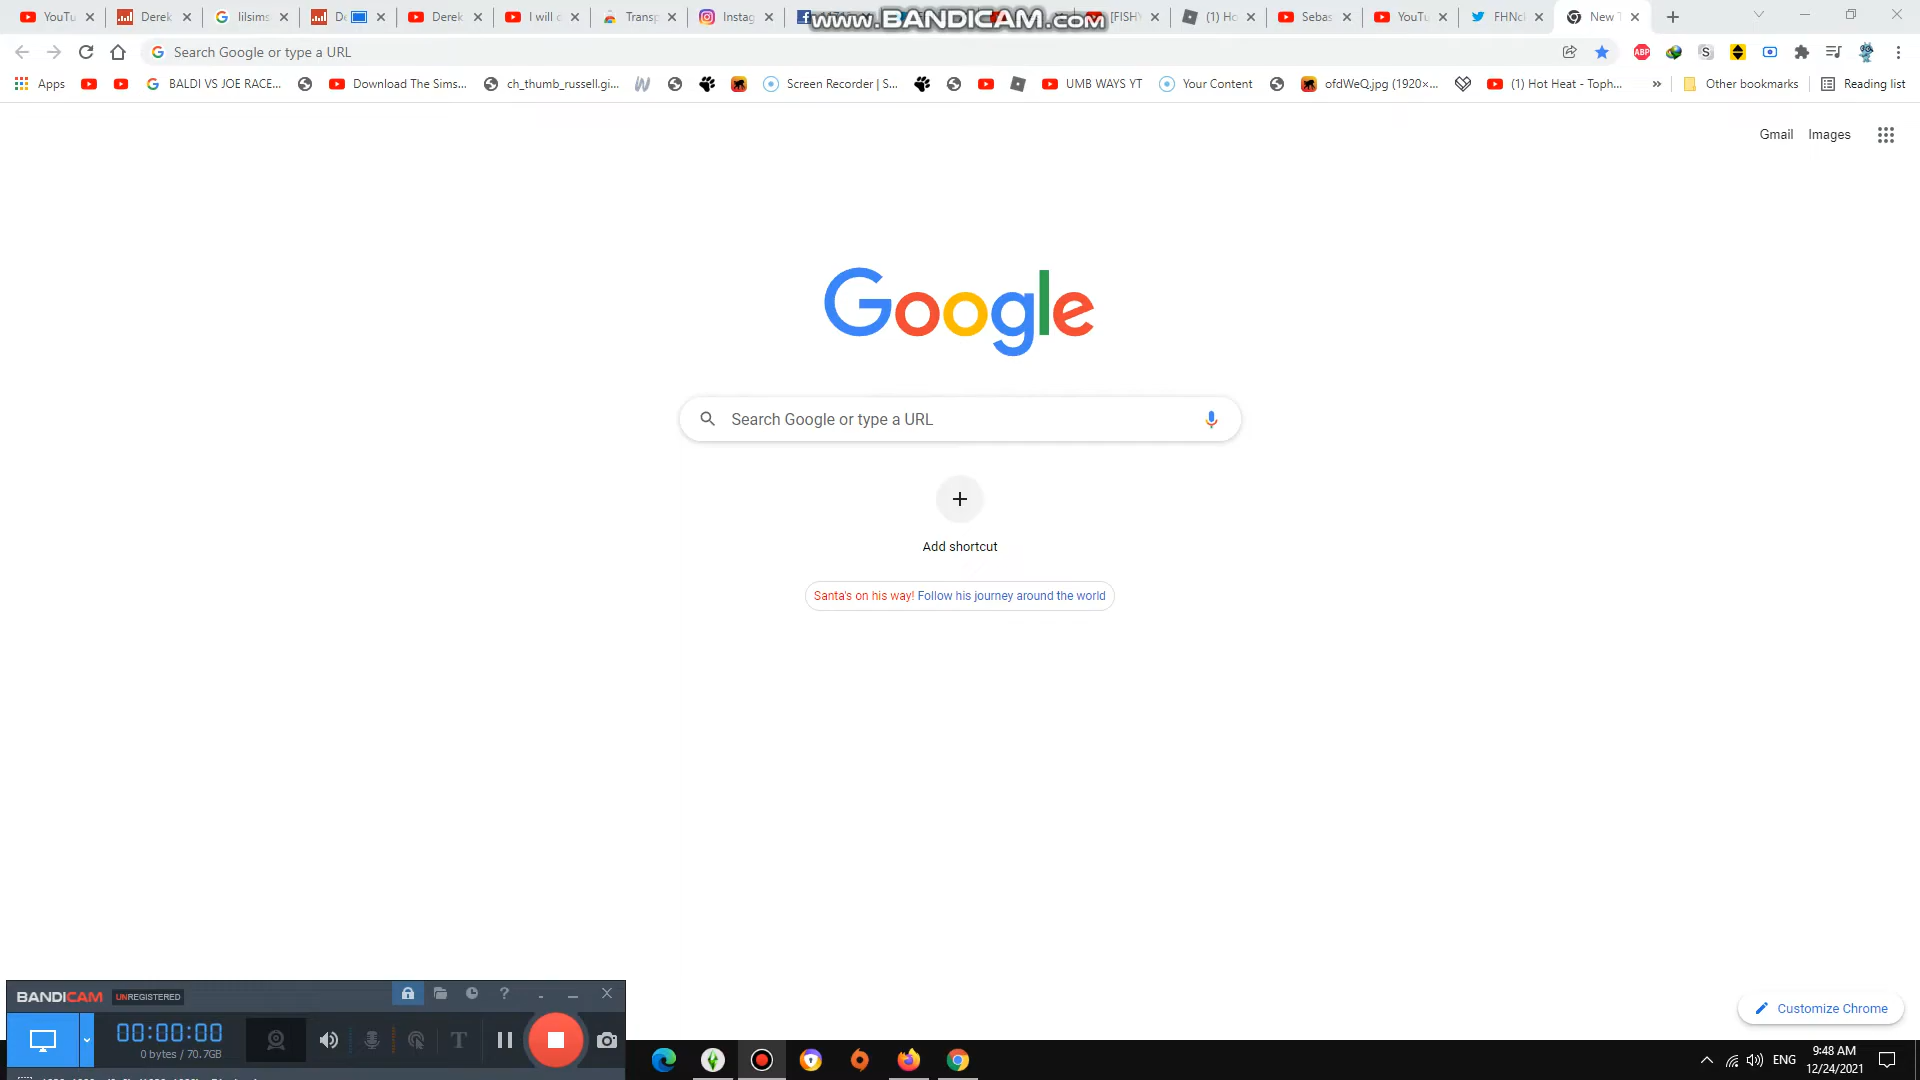 YouTu
Derek
lilsims
De
Derek
I will c
Transp
Instag
www.BANDICAM.com
[FISHY
(1) Ho
Sebas
YouTu
FHNcl
New T
Search Google or type a URL
ABP
S
Apps
BALDI VS JOE RACE...
Download The Sims...
ch_thumb_russell.gi...
Screen Recorder | S...
UMB WAYS YT
Your Content
ofdWeQ.jpg (1920×...
(1) Hot Heat - Toph...
»
Other bookmarks
Reading list
Gmail
Images
Google
Search Google or type a URL
Add shortcut
Santa's on his way! Follow his journey around the world
Customize Chrome
BANDICAM UNREGISTERED
00:00:00
0 bytes / 70.7GB
ENG
9:48 AM
12/24/2021